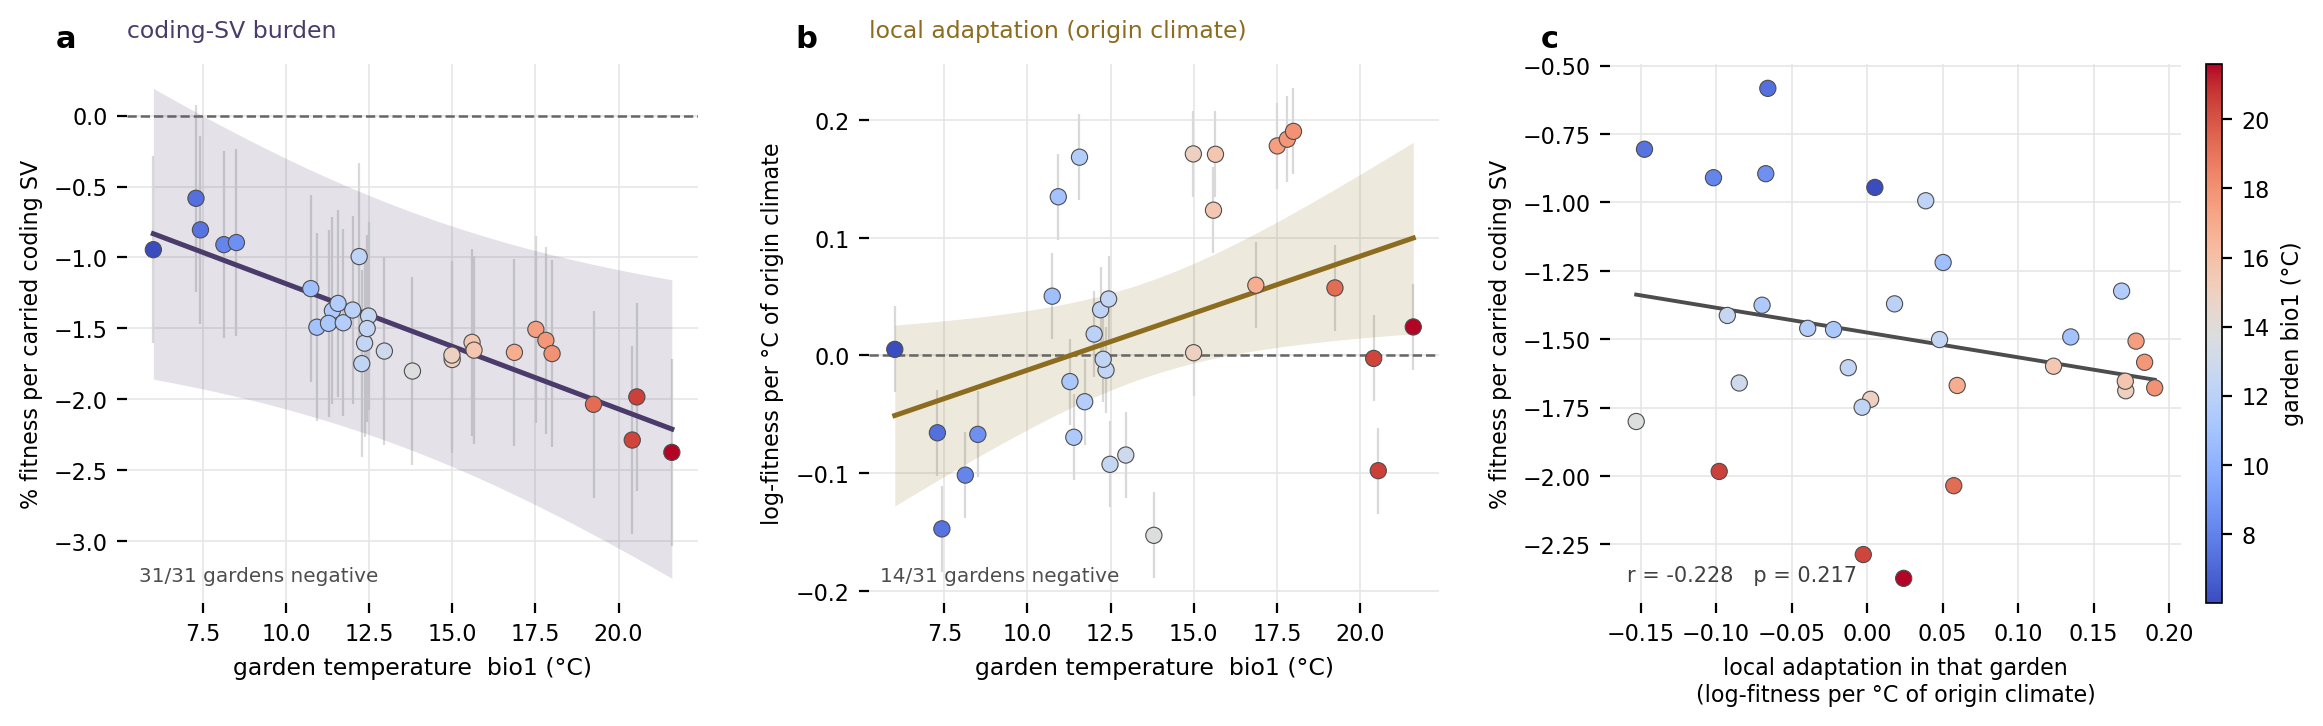 a
coding-SV burden
% fitness per carried coding SV
0.0
−0.5
−1.0
−1.5
−2.0
−2.5
−3.0
31/31 gardens negative
7.5 10.0 12.5 15.0 17.5 20.0
garden temperature  bio1 (°C)
b
local adaptation (origin climate)
log-fitness per °C of origin climate
0.2
0.1
0.0
−0.1
−0.2
14/31 gardens negative
7.5 10.0 12.5 15.0 17.5 20.0
garden temperature  bio1 (°C)
c
% fitness per carried coding SV
−0.50
−0.75
−1.00
−1.25
−1.50
−1.75
−2.00
−2.25
r = -0.228   p = 0.217
−0.15 −0.10 −0.05 0.00 0.05 0.10 0.15 0.20
local adaptation in that garden
(log-fitness per °C of origin climate)
20
18
16
14
12
10
8
garden bio1 (°C)